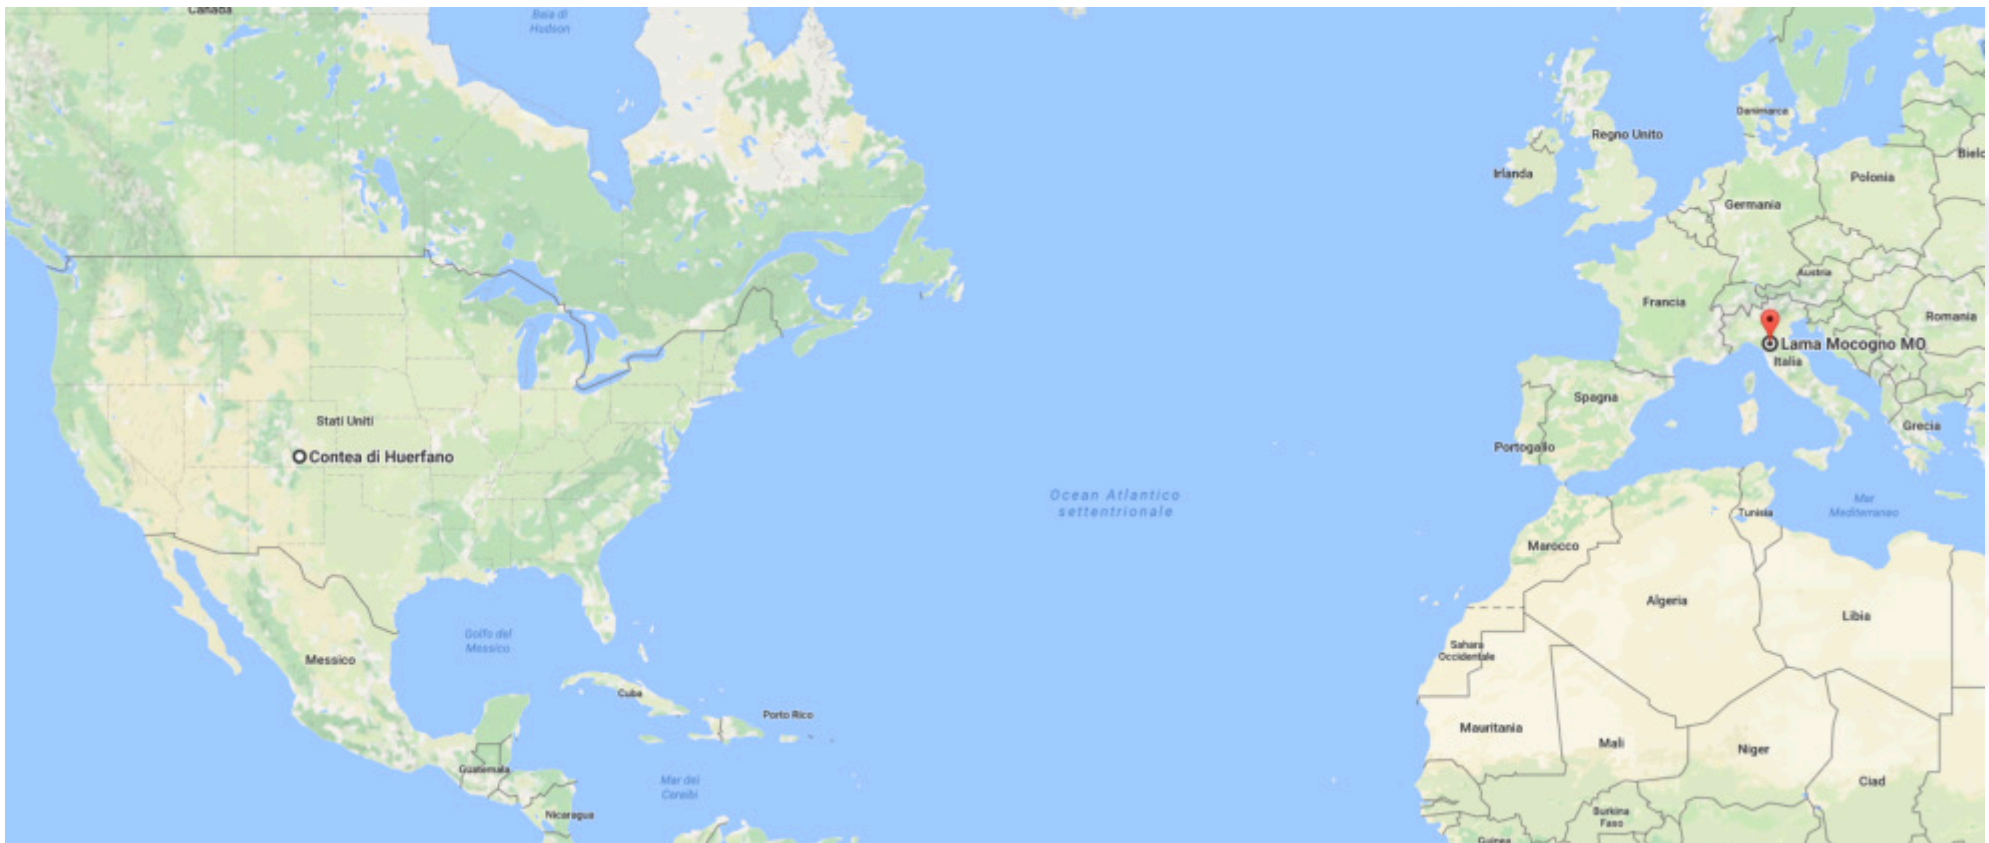 Canada
Baia di
Hudson
Danimarca
Regno Unito
Irlanda
Polonia
Germania
Austria
Francia
Romania
Lama Mocogno MO
Italia
Spagna
Stati Uniti
Grecia
Portogallo
Contea di Huerfano
Ocean Atlantico
settentrionale
Mar
Mediterraneo
Tunisia
Marocco
Algeria
Libia
Golfo del
Messico
Sahara
Occidentale
Messico
Cuba
Porto Rico
Mauritania
Mali
Niger
Guatemala
Mar dei
Caraibi
Ciad
Nicaragua
Burkina
Faso
Guinea